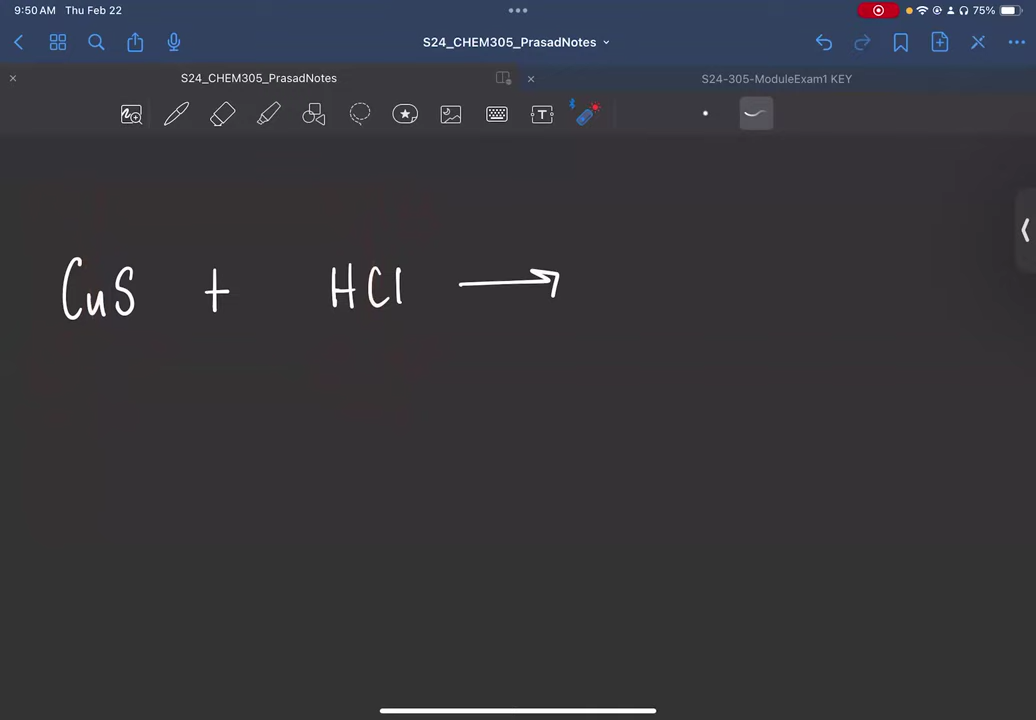 9:50 AM Thu Feb 22
75%
S24_CHEM305_PrasadNotes
S24_CHEM305_PrasadNotes
S24-305-ModuleExam1 KEY
T
CuS + HCl →